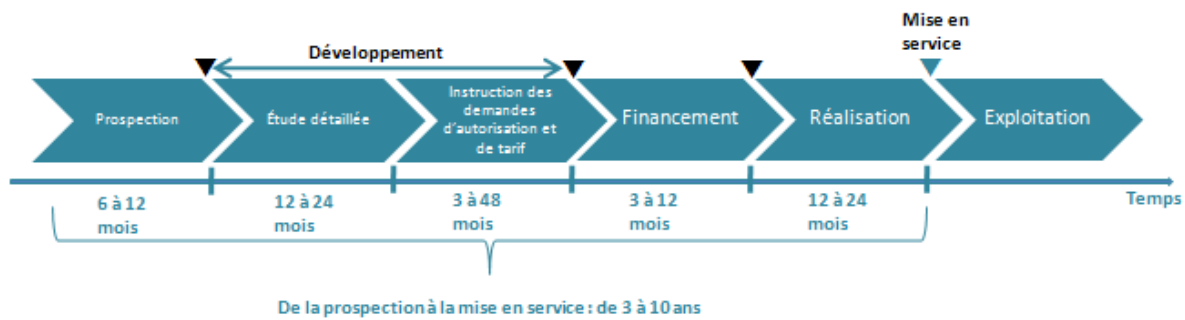 Mise en
service
Développement
Prospection
Étude détaillée
Instruction des
demandes
d'autorisation et
de tarif
Financement
Réalisation
Exploitation
6 à 12
mois
12 à 24
mois
3 à 48
mois
3 à 12
mois
12 à 24
mois
Temps
De la prospection à la mise en service : de 3 à 10 ans